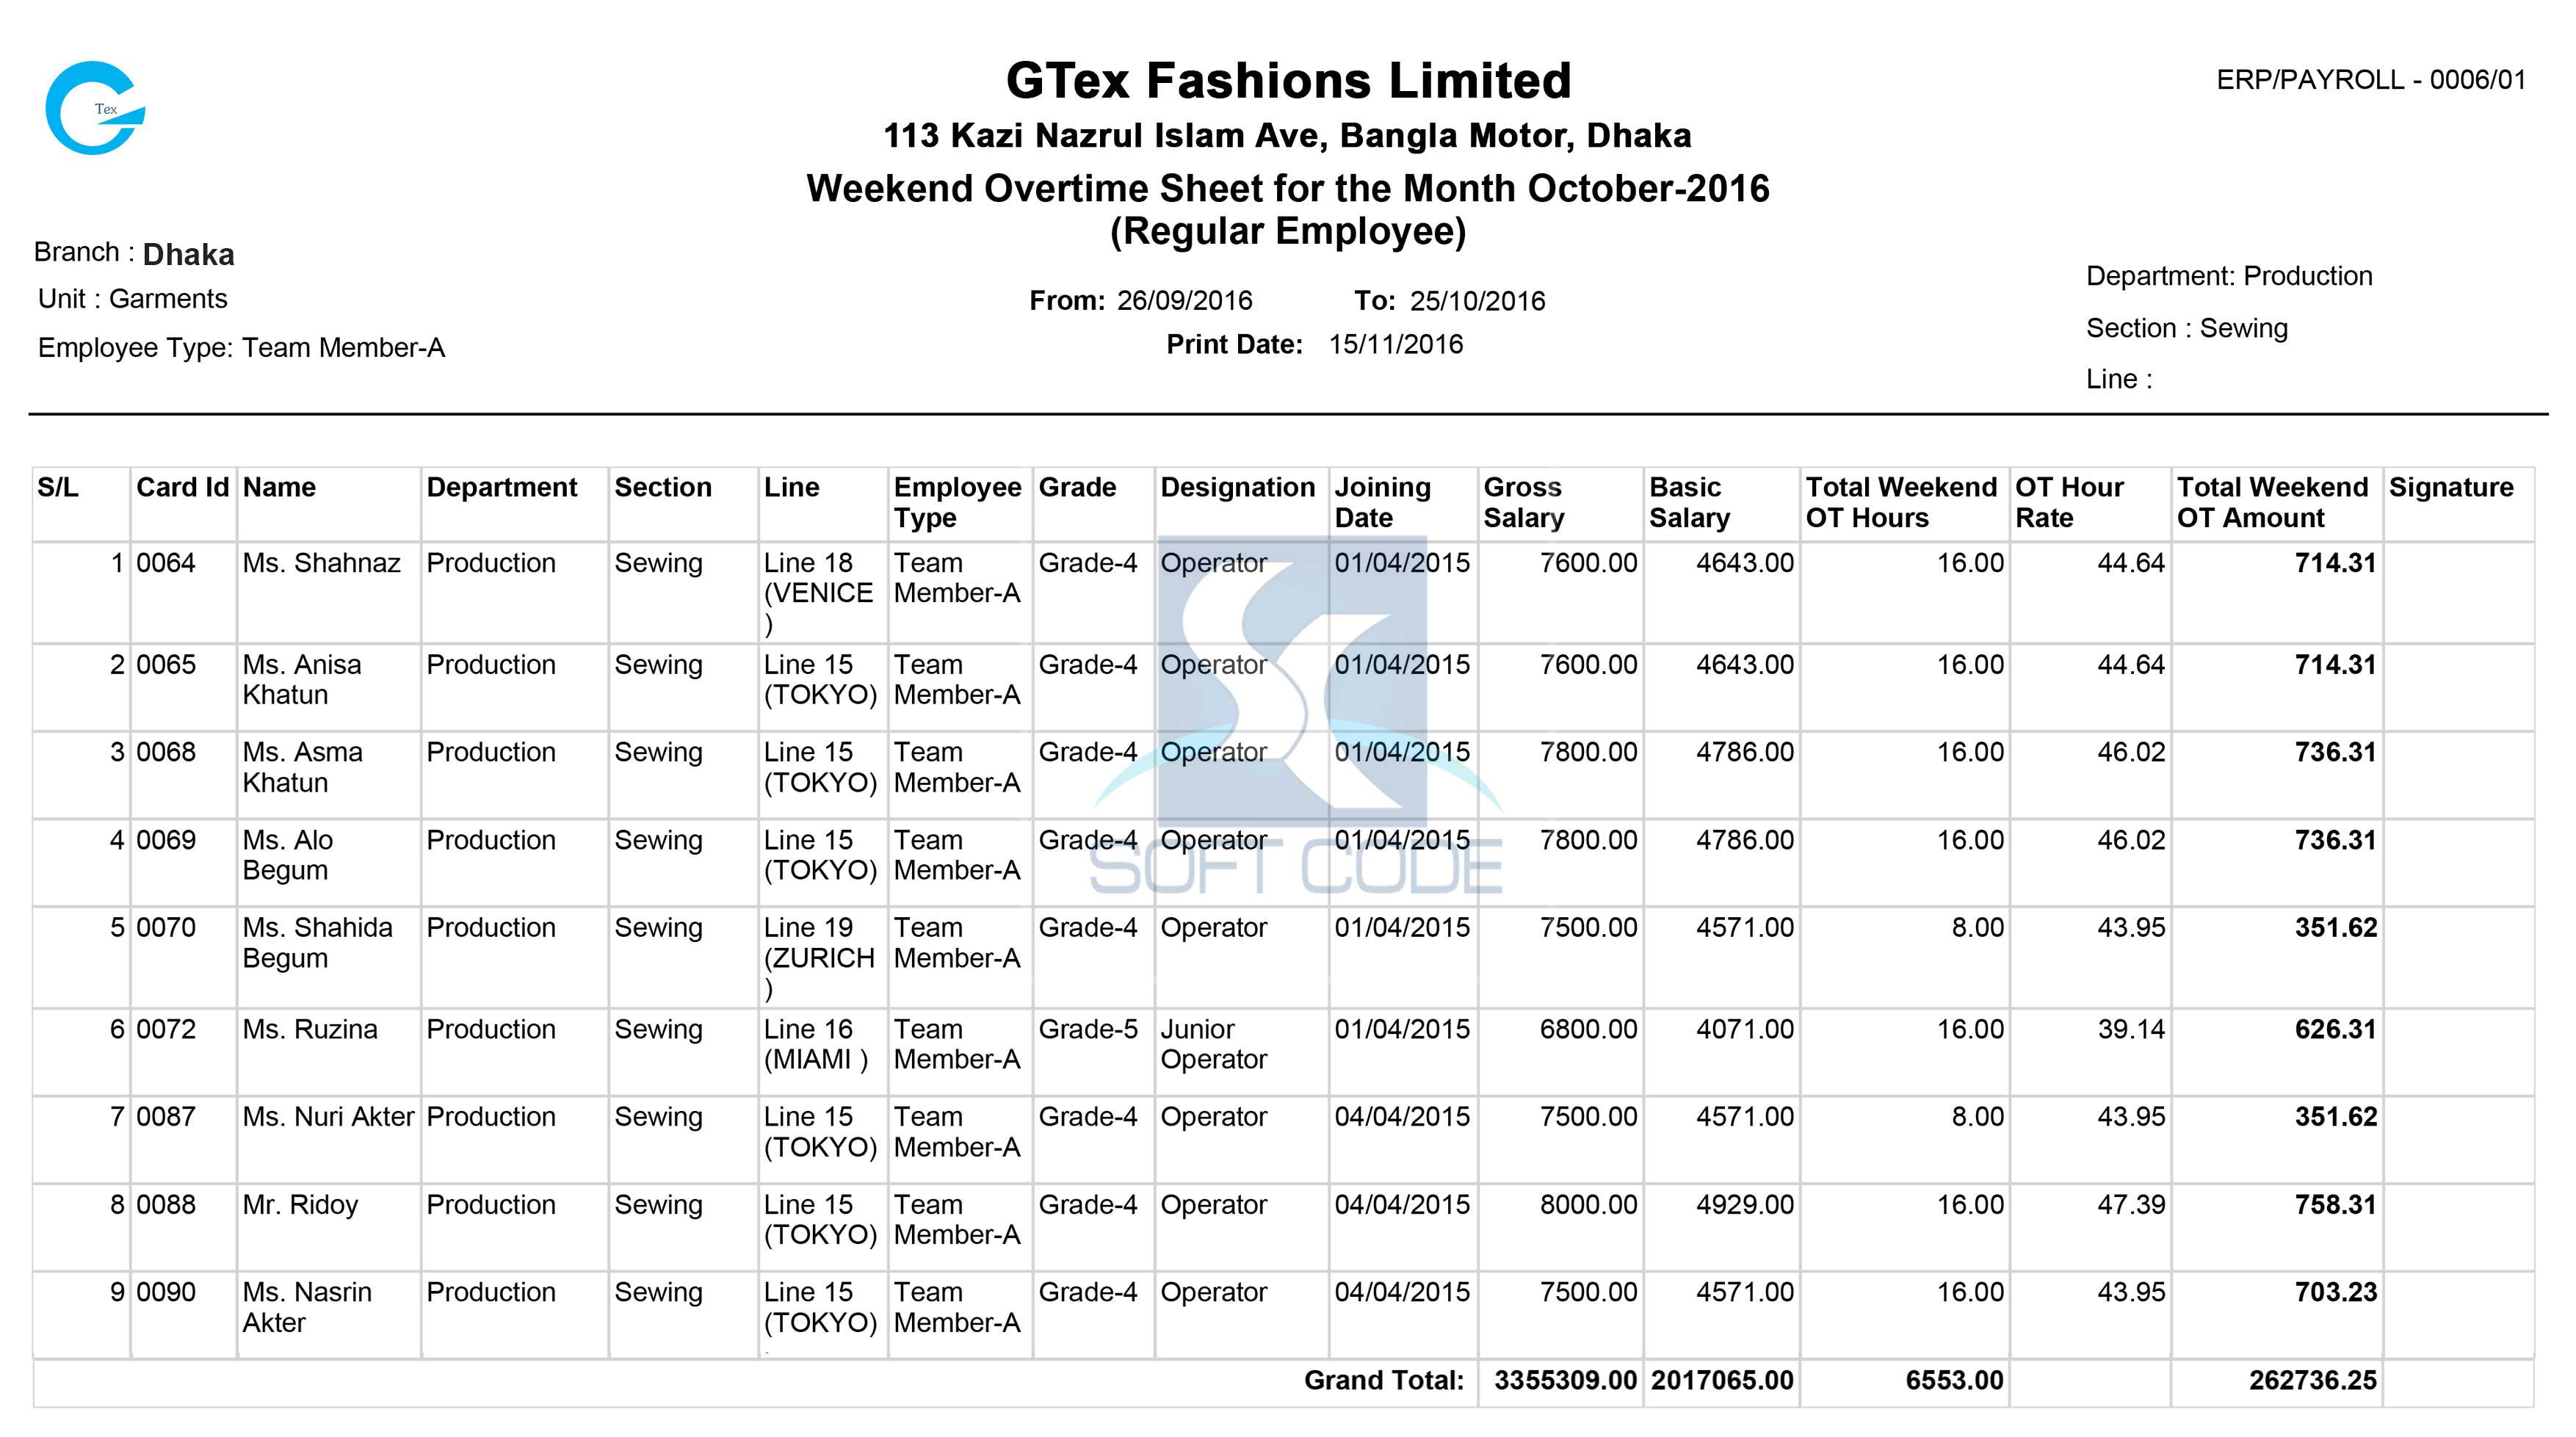 Tex
GTex Fashions Limited
ERP/PAYROLL - 0006/01
113 Kazi Nazrul Islam Ave, Bangla Motor, Dhaka
Weekend Overtime Sheet for the Month October-2016
(Regular Employee)
Branch : Dhaka
Unit : Garments
Employee Type: Team Member-A
From: 26/09/2016 To: 25/10/2016
Print Date: 15/11/2016
Department: Production
Section : Sewing
Line :
S/L Card Id Name Department Section Line Employee Grade Designation Joining Gross Basic Total Weekend OT Hour Total Weekend Signature
Type Date Salary Salary OT Hours Rate OT Amount
1 0064 Ms. Shahnaz Production Sewing Line 18 Team Grade-4 Operator 01/04/2015 7600.00 4643.00 16.00 44.64 714.31
(VENICE Member-A
)
2 0065 Ms. Anisa Production Sewing Line 15 Team Grade-4 Operator 01/04/2015 7600.00 4643.00 16.00 44.64 714.31
Khatun (TOKYO) Member-A
3 0068 Ms. Asma Production Sewing Line 15 Team Grade-4 Operator 01/04/2015 7800.00 4786.00 16.00 46.02 736.31
Khatun (TOKYO) Member-A
4 0069 Ms. Alo Production Sewing Line 15 Team Grade-4 Operator 01/04/2015 7800.00 4786.00 16.00 46.02 736.31
Begum (TOKYO) Member-A
SOFT CODE
5 0070 Ms. Shahida Production Sewing Line 19 Team Grade-4 Operator 01/04/2015 7500.00 4571.00 8.00 43.95 351.62
Begum (ZURICH Member-A
)
6 0072 Ms. Ruzina Production Sewing Line 16 Team Grade-5 Junior 01/04/2015 6800.00 4071.00 16.00 39.14 626.31
(MIAMI ) Member-A Operator
7 0087 Ms. Nuri Akter Production Sewing Line 15 Team Grade-4 Operator 04/04/2015 7500.00 4571.00 8.00 43.95 351.62
(TOKYO) Member-A
8 0088 Mr. Ridoy Production Sewing Line 15 Team Grade-4 Operator 04/04/2015 8000.00 4929.00 16.00 47.39 758.31
(TOKYO) Member-A
9 0090 Ms. Nasrin Production Sewing Line 15 Team Grade-4 Operator 04/04/2015 7500.00 4571.00 16.00 43.95 703.23
Akter (TOKYO) Member-A
Grand Total: 3355309.00 2017065.00 6553.00 262736.25